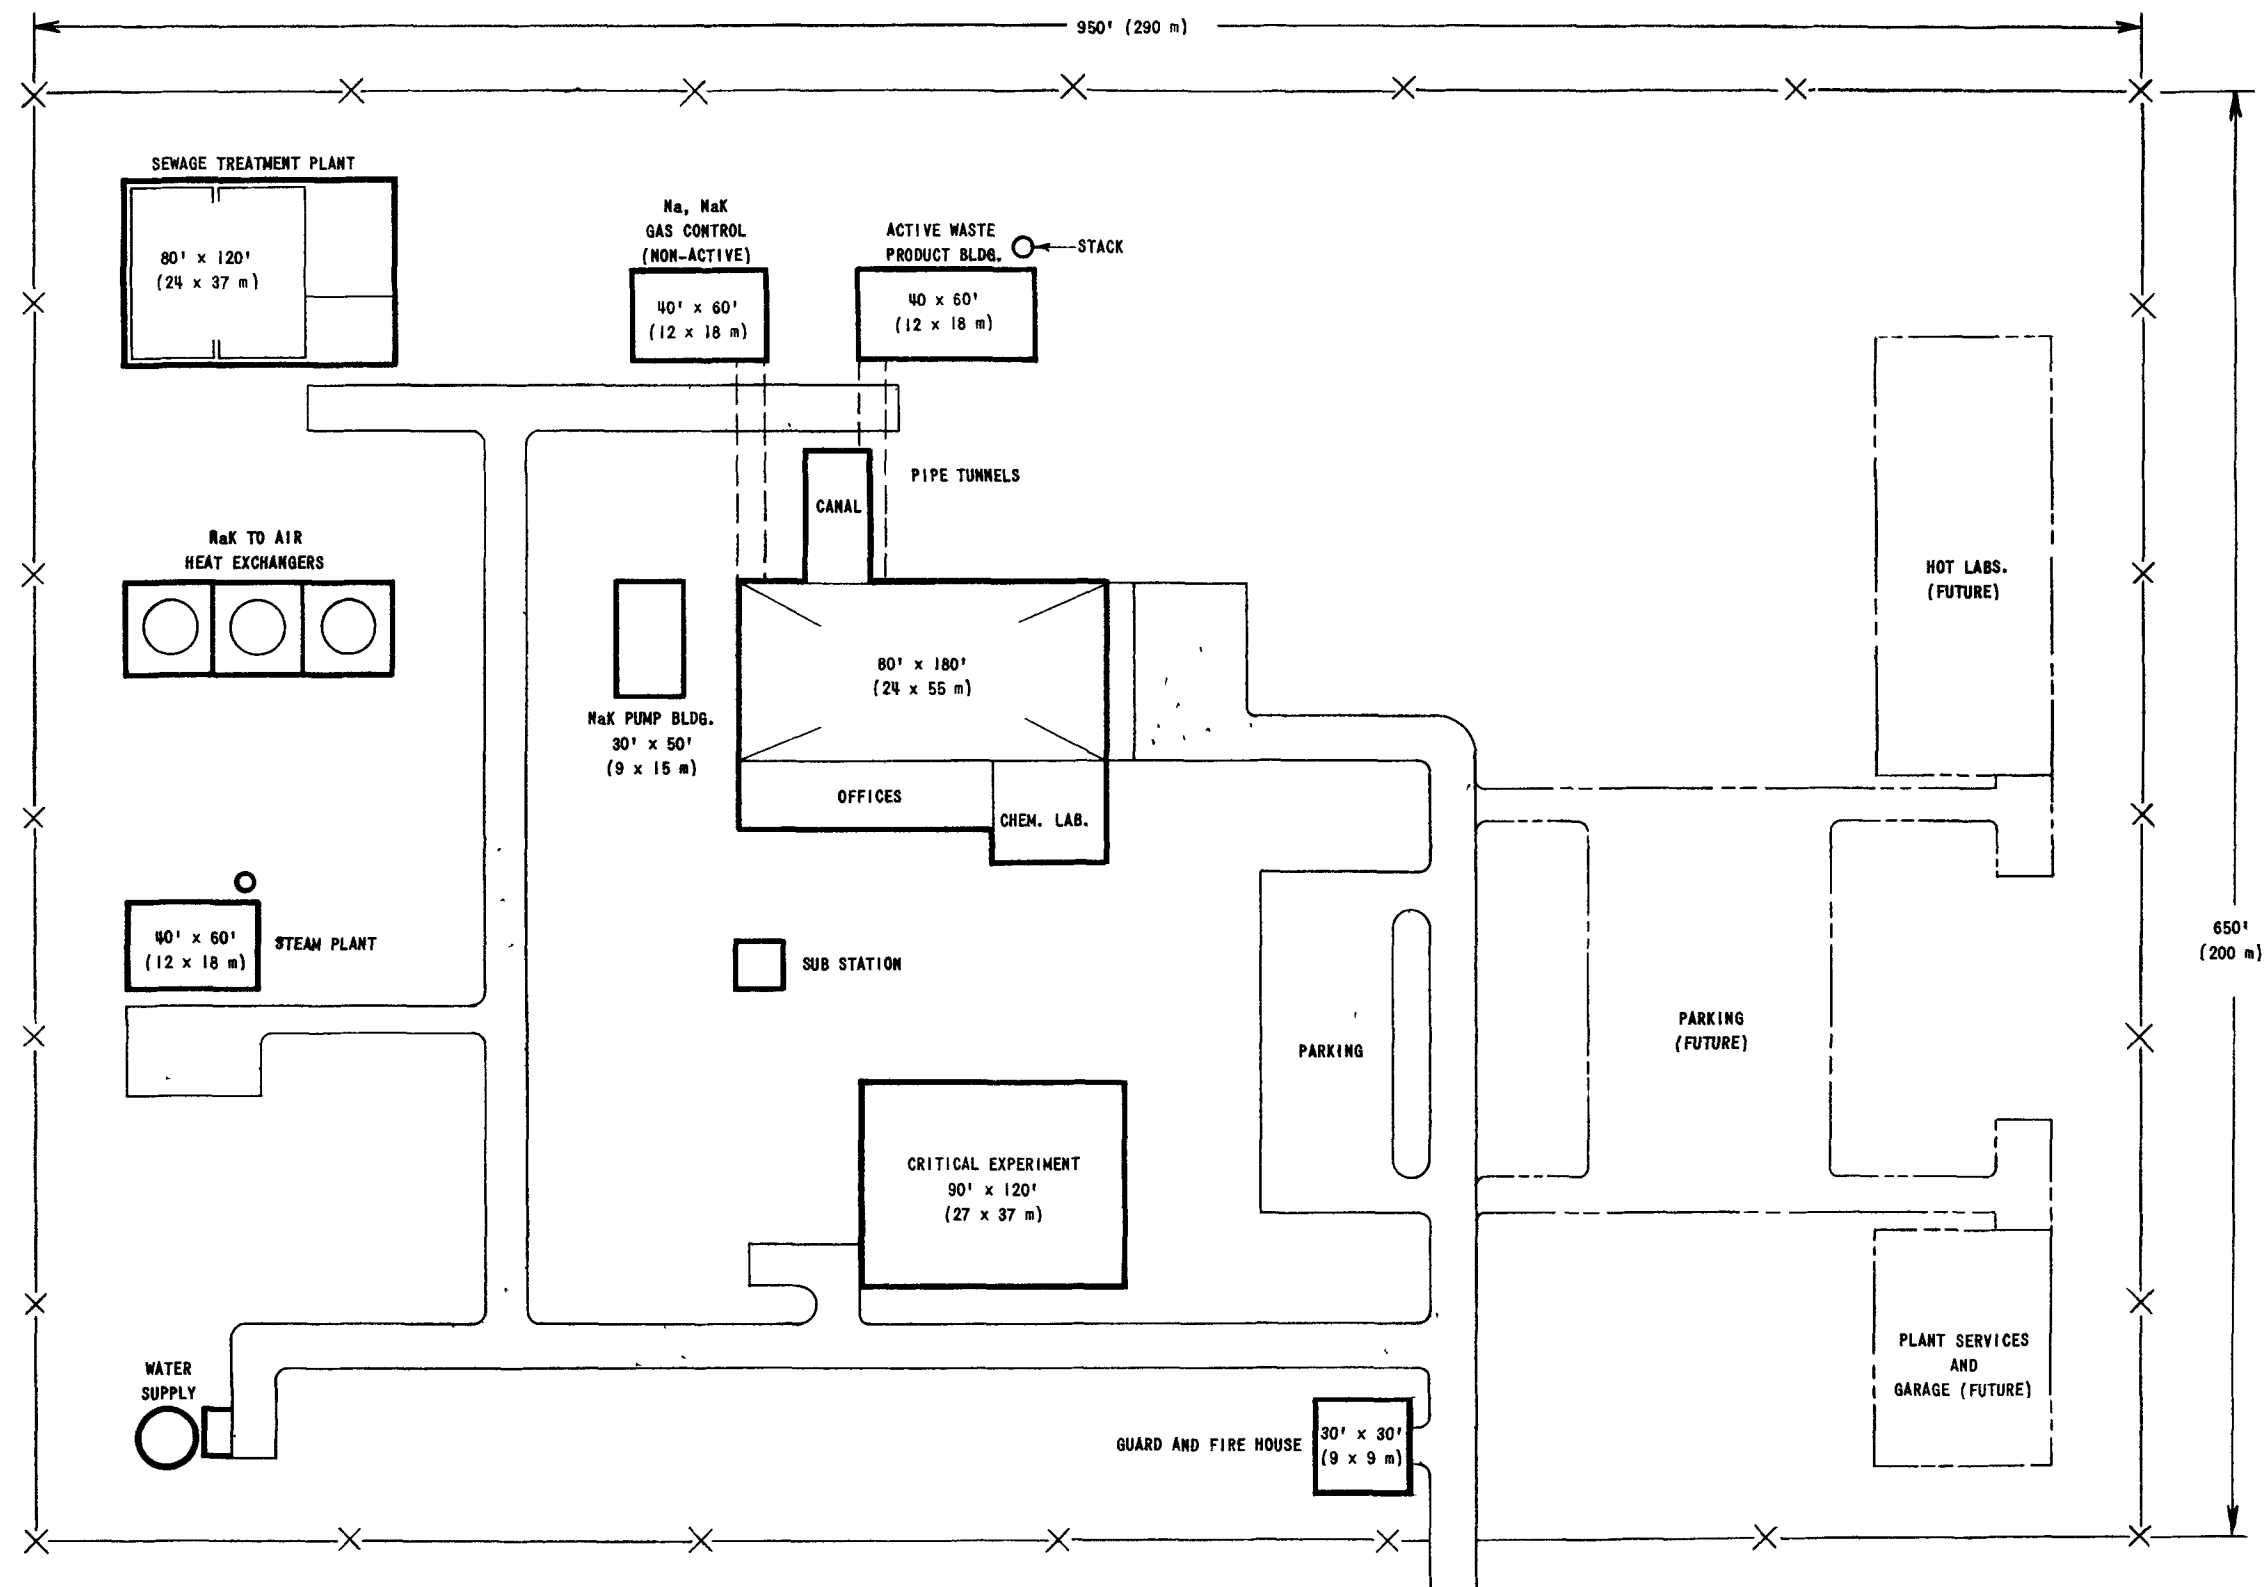 950' (290 m)
SEWAGE TREATMENT PLANT
80' x 120'
(24 x 37 m)
Na, NaK
GAS CONTROL
(NON-ACTIVE)
40' x 60'
(12 x 18 m)
ACTIVE WASTE
PRODUCT BLDG.
STACK
40 x 60'
(12 x 18 m)
PIPE TUNNELS
CANAL
NaK TO AIR
HEAT EXCHANGERS
HOT LABS.
(FUTURE)
80' x 180'
(24 x 55 m)
NaK PUMP BLDG.
30' x 50'
(9 x 15 m)
OFFICES
CHEM. LAB.
40' x 60'
(12 x 18 m)
STEAM PLANT
SUB STATION
650'
(200 m)
PARKING
PARKING
(FUTURE)
CRITICAL EXPERIMENT
90' x 120'
(27 x 37 m)
WATER
SUPPLY
GUARD AND FIRE HOUSE
30' x 30'
(9 x 9 m)
PLANT SERVICES
AND
GARAGE (FUTURE)